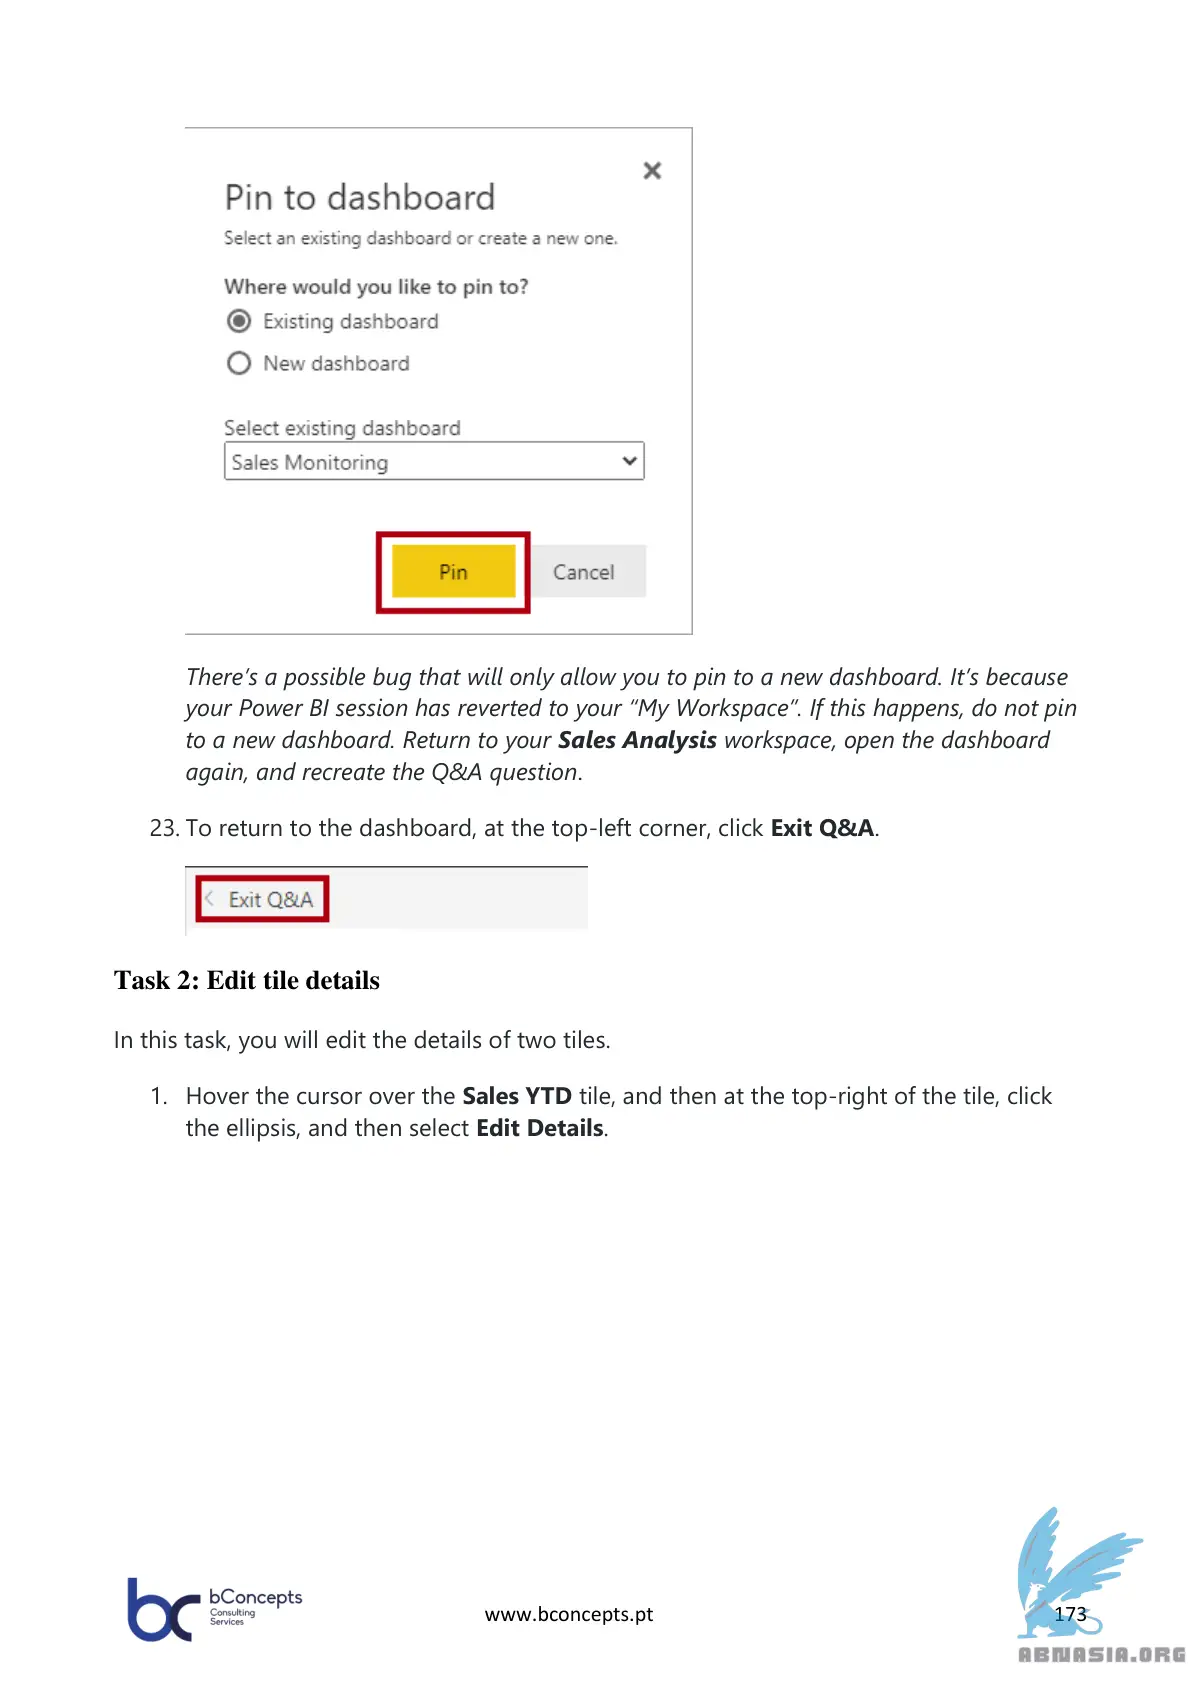 Pin to dashboard
Select an existing dashboard or create a new one.
Where would you like to pin to?
Existing dashboard
New dashboard
Select existing dashboard
Sales Monitoring
Pin
Cancel
There’s a possible bug that will only allow you to pin to a new dashboard. It’s because
your Power BI session has reverted to your “My Workspace”. If this happens, do not pin
to a new dashboard. Return to your Sales Analysis workspace, open the dashboard
again, and recreate the Q&A question.
23. To return to the dashboard, at the top-left corner, click Exit Q&A.
Exit Q&A
Task 2: Edit tile details
In this task, you will edit the details of two tiles.
1. Hover the cursor over the Sales YTD tile, and then at the top-right of the tile, click
the ellipsis, and then select Edit Details.
bc
bConcepts
Consulting
Services
www.bconcepts.pt
173
ABNASIA.ORG